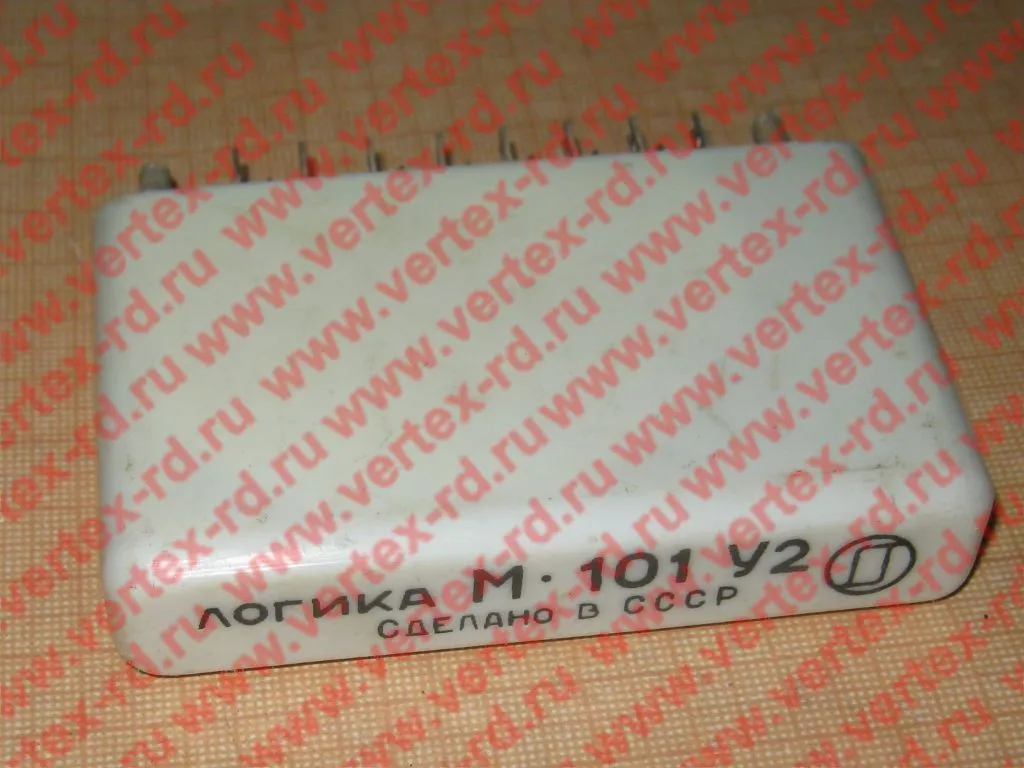 ЛОГИКА М · 101 У2
СДЕЛАНО В СССР
www.vertex-rd.ru